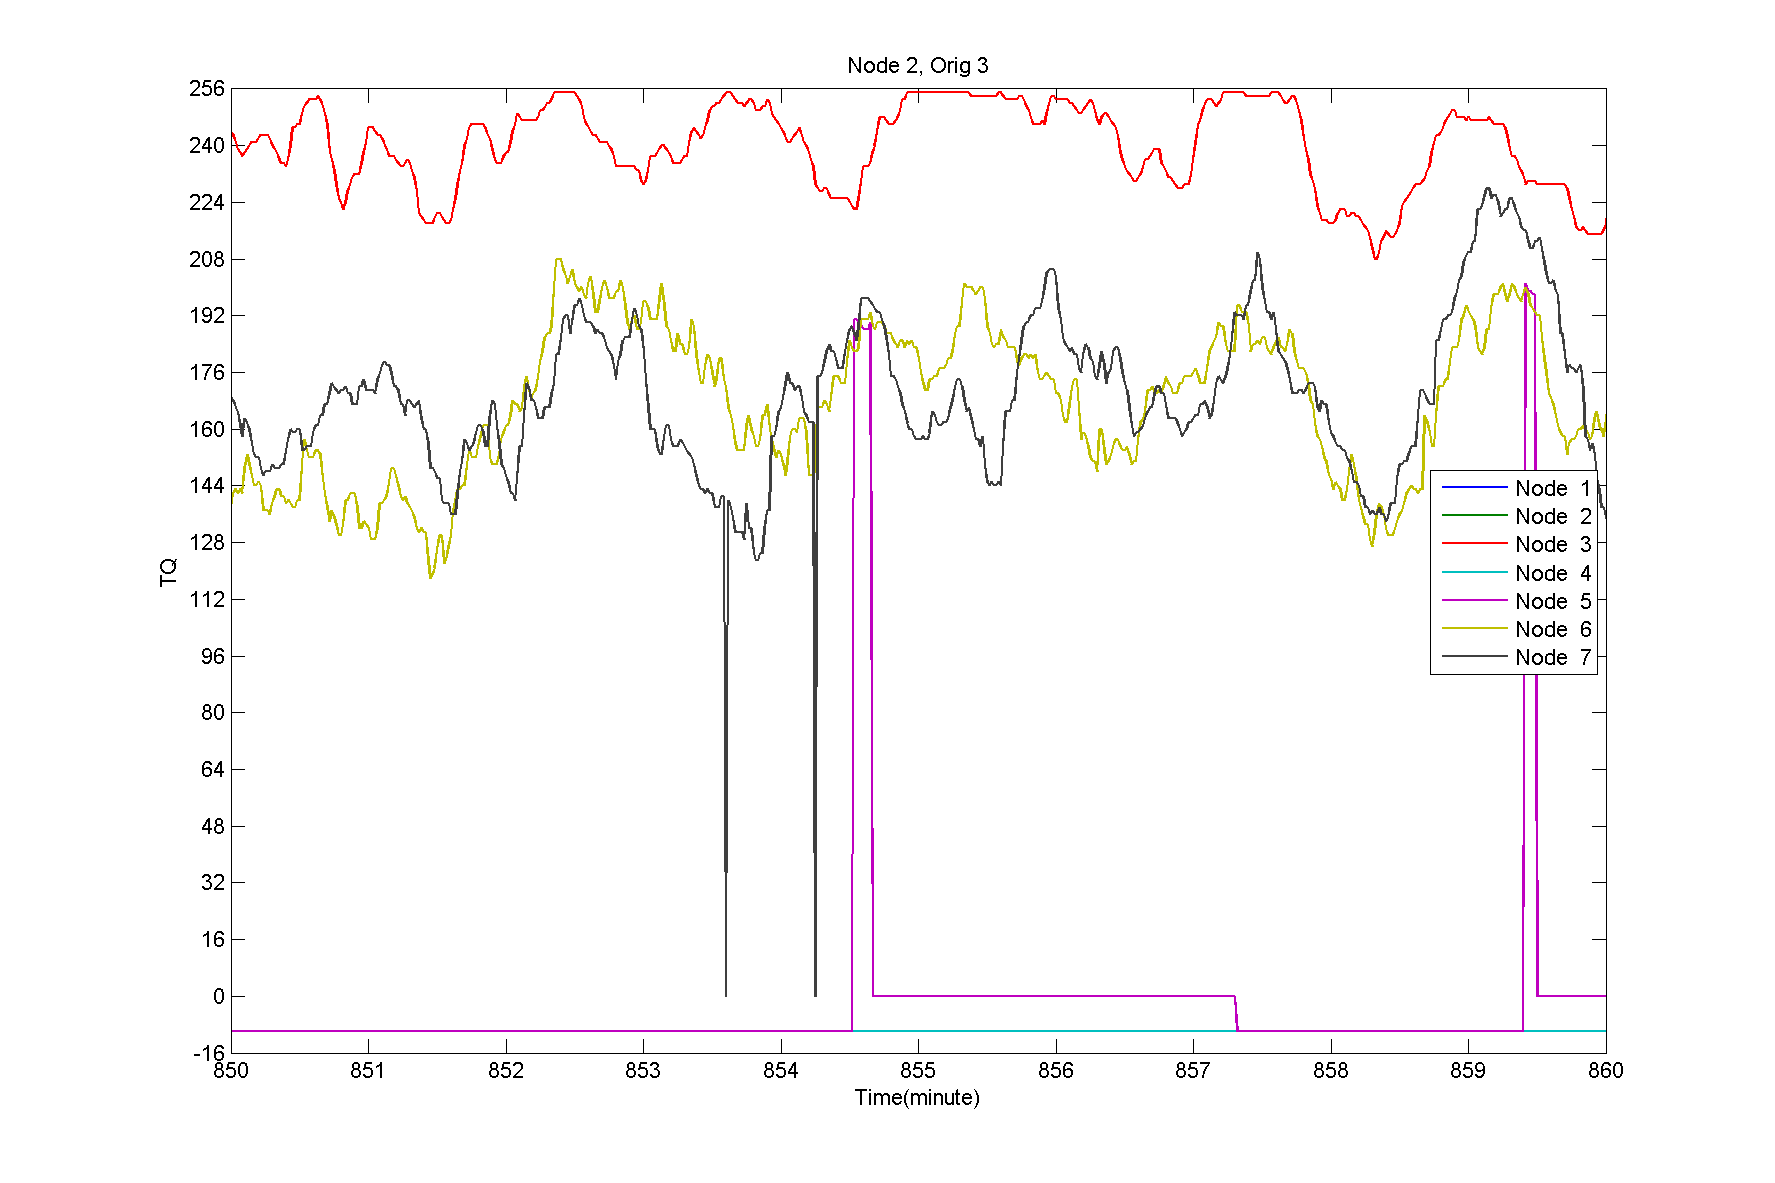 Node 2, Orig 3
256
240
224
208
192
176
160
144
128
112
96
80
64
48
32
16
0
-16
TQ
850 851 852 853 854 855 856 857 858 859 860
Time(minute)
Node 1
Node 2
Node 3
Node 4
Node 5
Node 6
Node 7